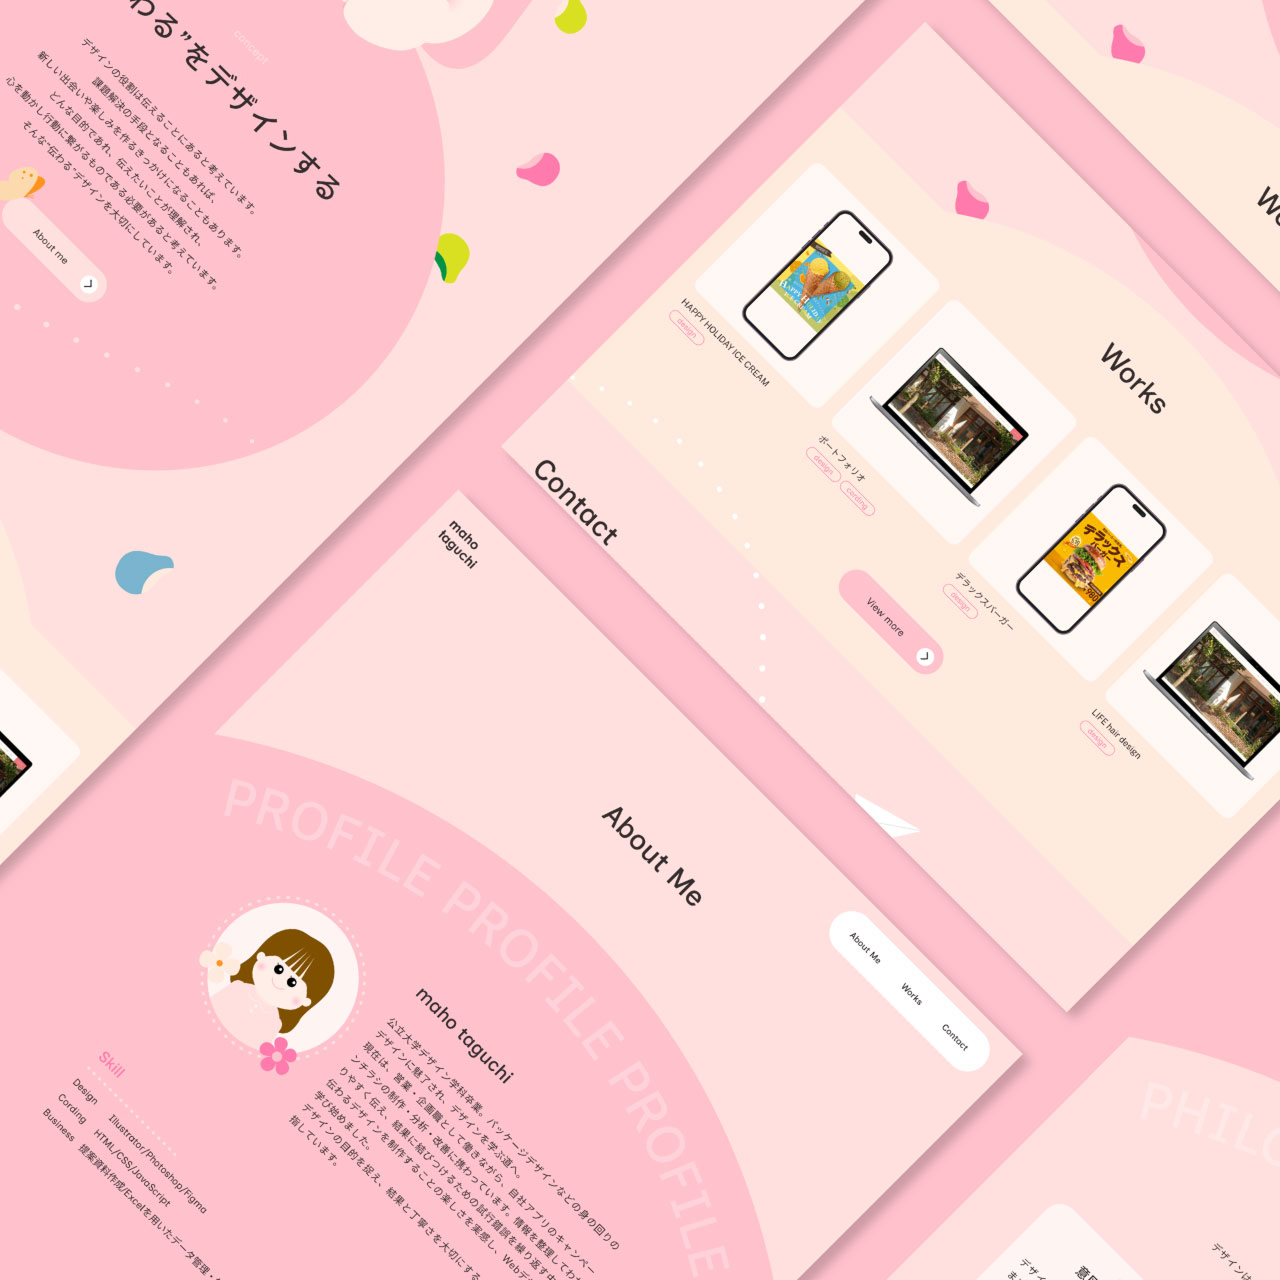 わる”をデザインする
concept
デザインの役割は伝えることにあると考えています。
課題解決の手段となることもあれば、
新しい出会いや楽しみを作るきっかけになることもあります。
どんな目的であれ、伝えたいことが理解され、
心を動かし行動に繋がるものである必要があると考えています。
そんな“伝わる”デザインを大切にしています。
About me
Works
HAPPY HOLIDAY ICE CREAM
design
ポートフォリオ
design
cording
デラックスバーガー
design
LIFE hair design
design
View more
Contact
maho
taguchi
About Me
About Me
Works
Contact
PROFILE PROFILE PROFILE
maho taguchi
公立大学デザイン学科卒業。パッケージデザインなどの身の回りの
デザインに魅了され、デザインを学ぶ道へ。
現在は、営業・企画職として働きながら、自社アプリのキャンペー
ンチラシの制作・分析・改善に携わっています。情報を整理してわか
りやすく伝え、結果に結びつけるための試行錯誤を繰り返す中
伝わるデザインを制作することの楽しさを実感し、Webデ
学び始めました。
デザインの目的を捉え、結果と丁寧さを大切にする
指しています。
Skill
Design Illustrator/Photoshop/Figma
Cording HTML/CSS/JavaScript
Business 提案資料作成/Excelを用いたデータ管理・
デラックス
バーガー
PHILO
意
デザインは